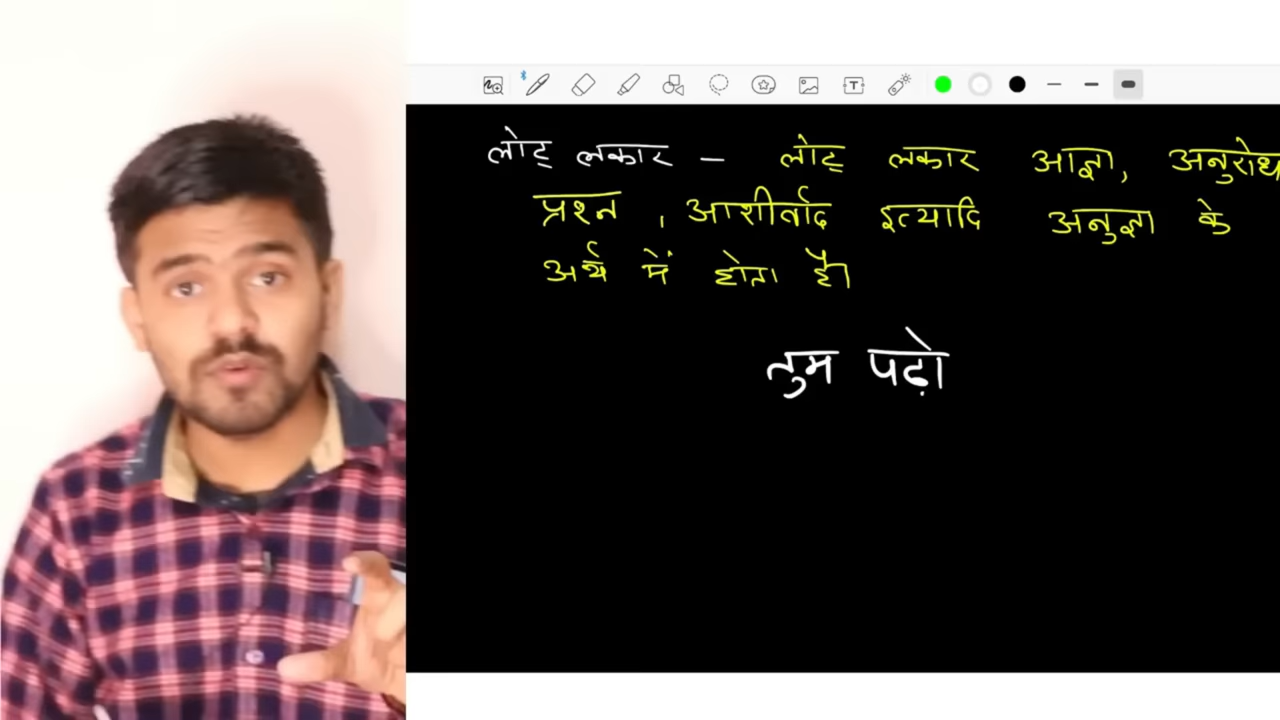 लोट् लकार - लोट् लकार आज्ञा, अनुरोध
प्रश्न, आशीर्वाद इत्यादि अनुज्ञा के
अर्थ में होता है।
तुम पढ़ो